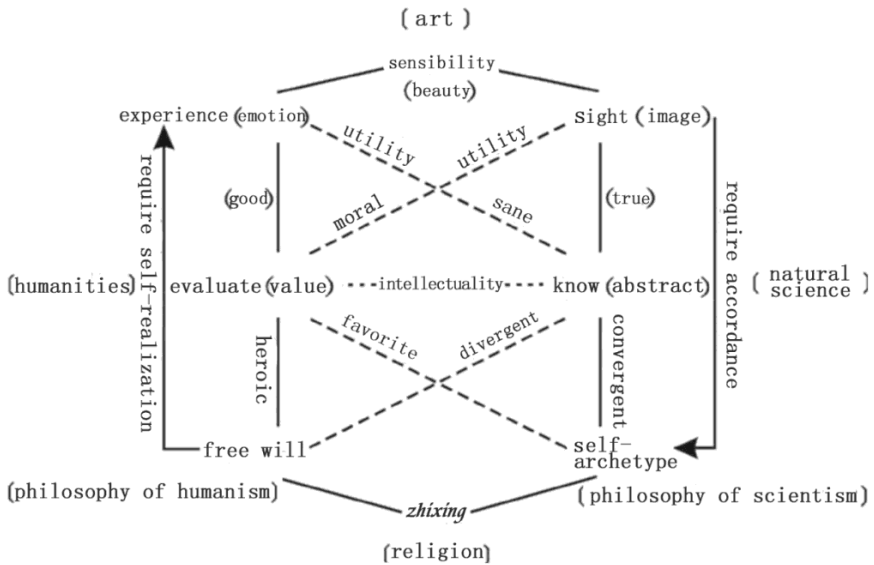 (art)
sensibility
(beauty)
experience(emotion)
sight(image)
utility
utility
(good)
moral
sane
(true)
require self-realization
require accordance
(humanities)
evaluate(value)
intellectuality
know(abstract)
(natural
science)
heroic
favorite
divergent
convergent
free will
self-
archetype
(philosophy of humanism)
(philosophy of scientism)
zhixing
(religion)